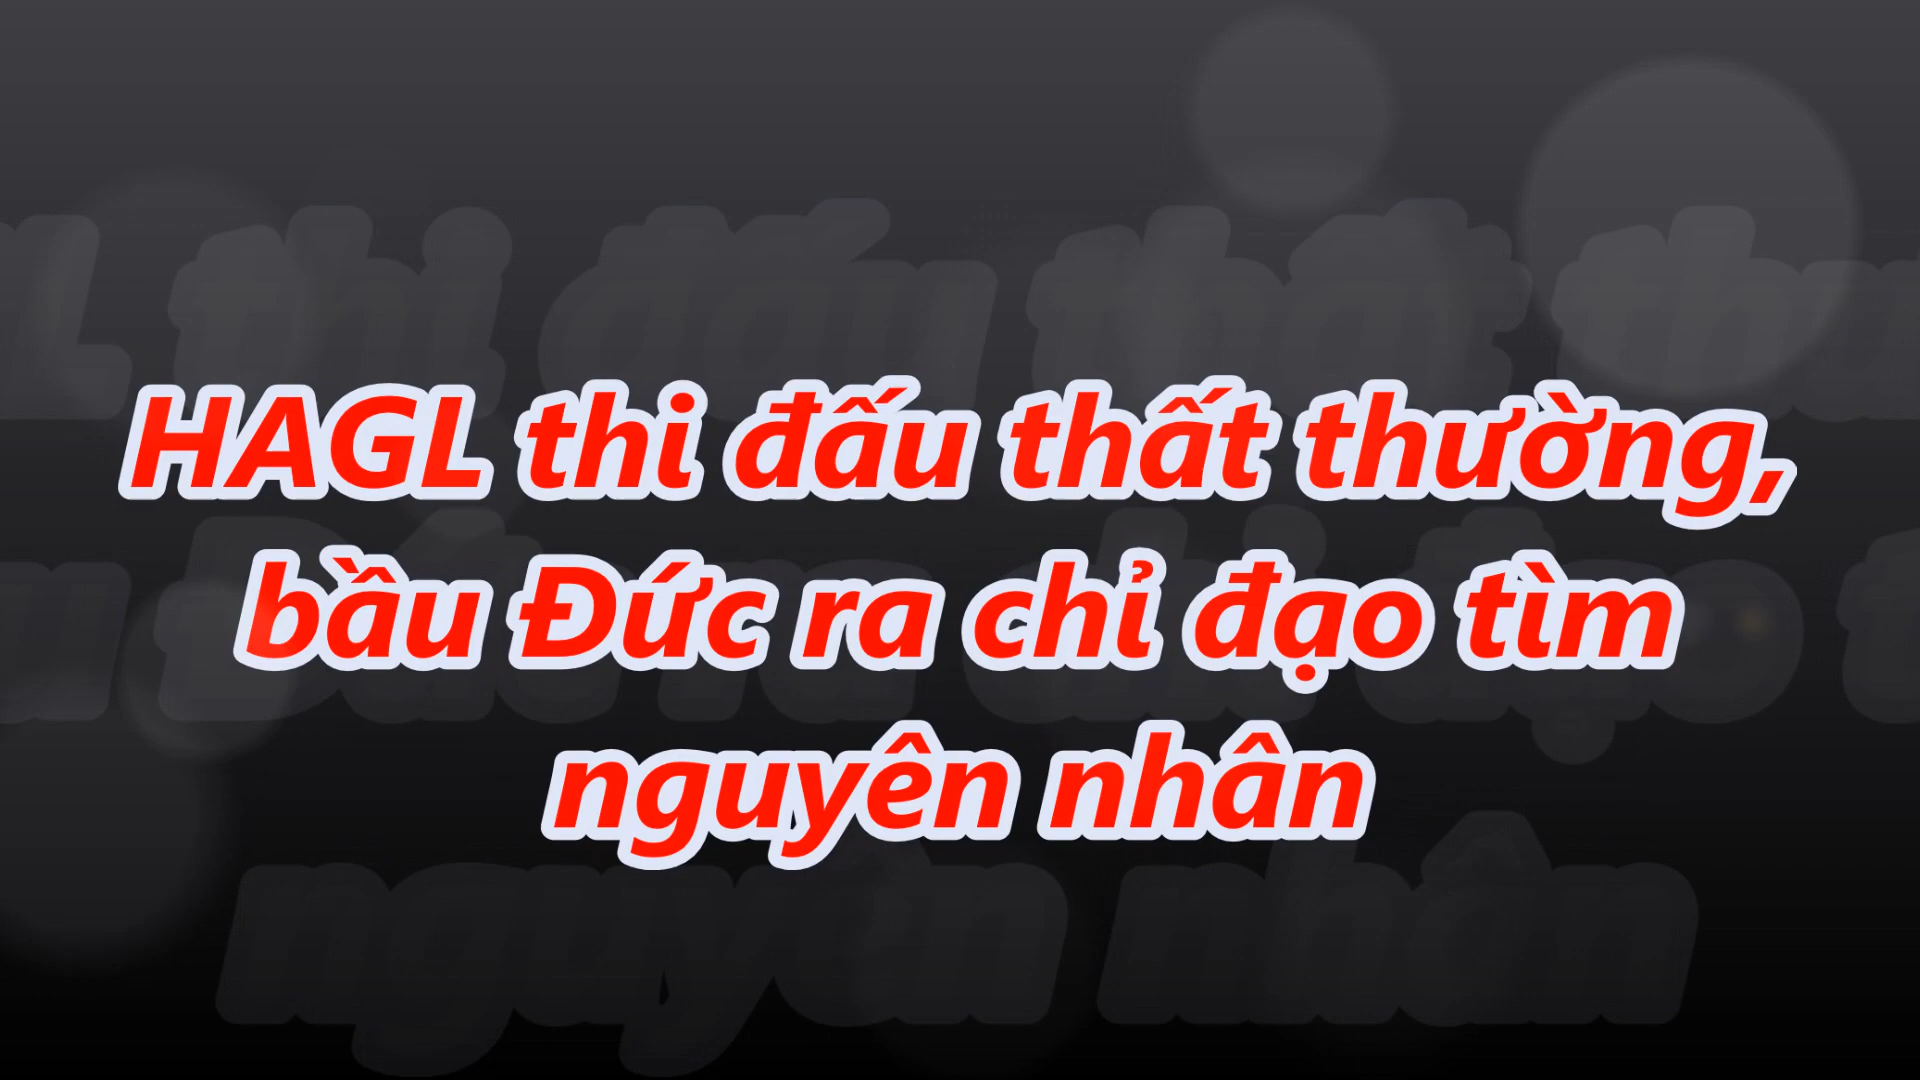 HAGL thi đấu thất thường,
bầu Đức ra chỉ đạo tìm
nguyên nhân